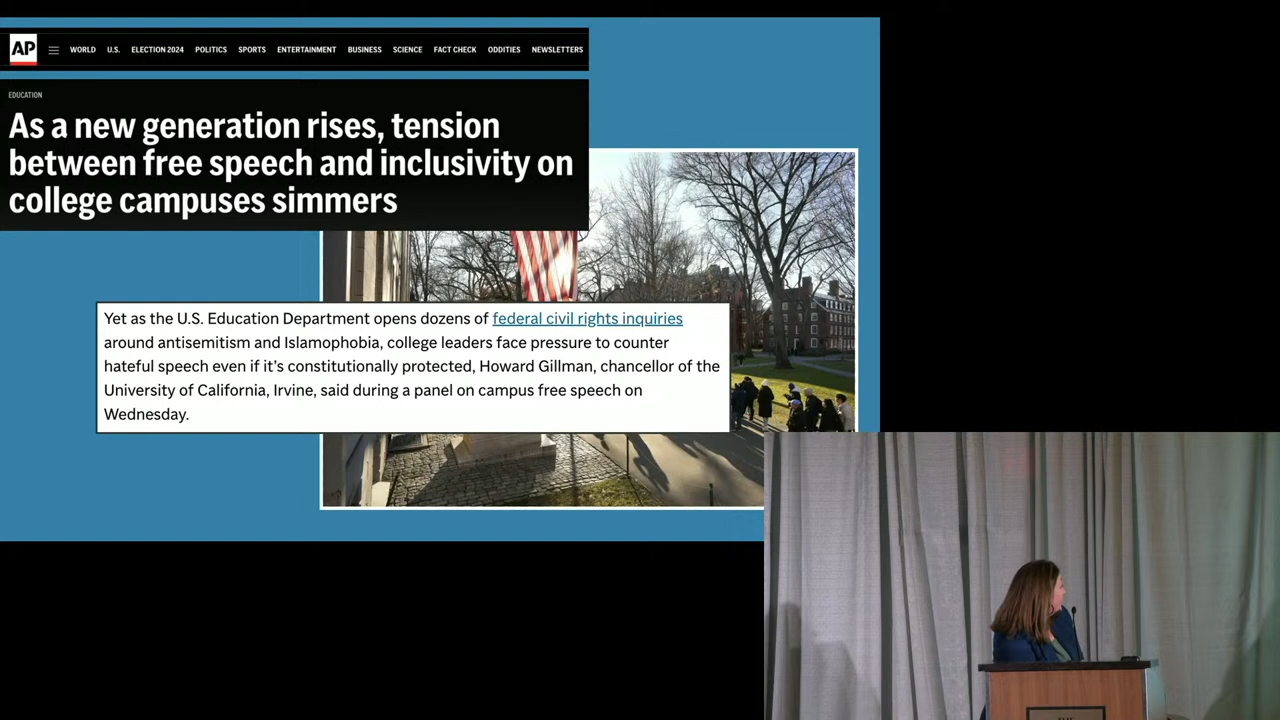 AP
WORLD U.S. ELECTION 2024 POLITICS SPORTS ENTERTAINMENT BUSINESS SCIENCE FACT CHECK ODDITIES NEWSLETTERS
EDUCATION
As a new generation rises, tension
between free speech and inclusivity on
college campuses simmers
Yet as the U.S. Education Department opens dozens of federal civil rights inquiries
around antisemitism and Islamophobia, college leaders face pressure to counter
hateful speech even if it's constitutionally protected, Howard Gillman, chancellor of the
University of California, Irvine, said during a panel on campus free speech on
Wednesday.
THE